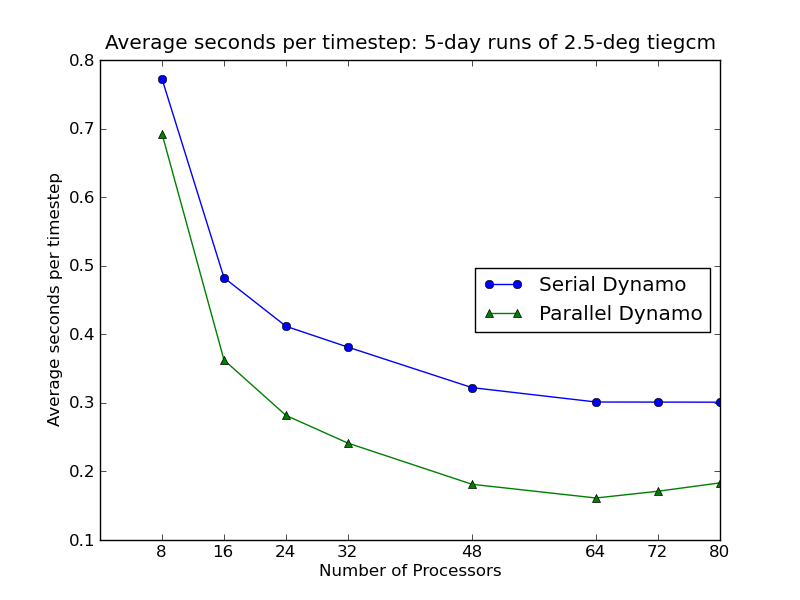 Average seconds per timestep: 5-day runs of 2.5-deg tiegcm
0.8
0.7
0.6
0.5
0.4
0.3
0.2
0.1
Average seconds per timestep
Serial Dynamo
Parallel Dynamo
8 16 24 32 48 64 72 80
Number of Processors